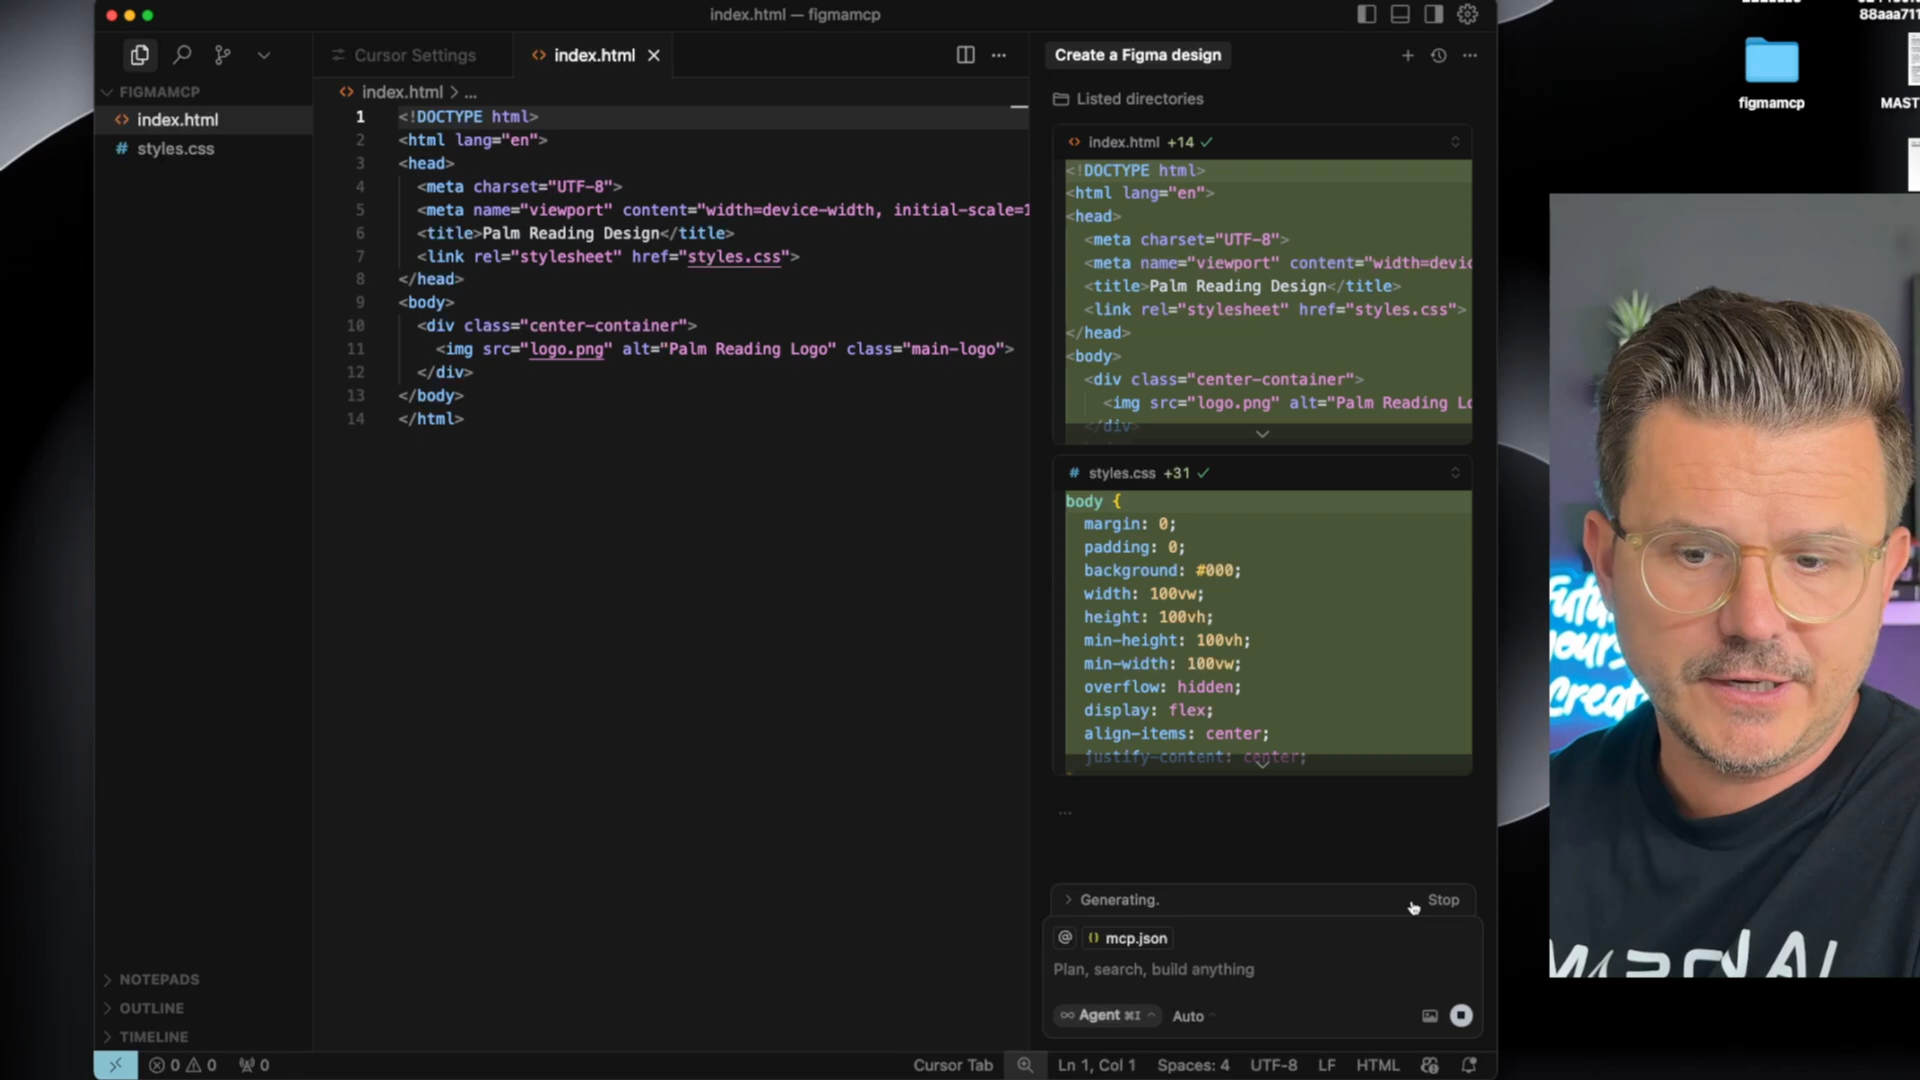 index.html — figmamcp
88aaa711
figmamcp
MAST
FIGMAMCP
index.html
styles.css
Cursor Settings
index.html
index.html > ...
1 <!DOCTYPE html>
2 <html lang="en">
3 <head>
4 <meta charset="UTF-8">
5 <meta name="viewport" content="width=device-width, initial-scale=1
6 <title>Palm Reading Design</title>
7 <link rel="stylesheet" href="styles.css">
8 </head>
9 <body>
10 <div class="center-container">
11 <img src="logo.png" alt="Palm Reading Logo" class="main-logo">
12 </div>
13 </body>
14 </html>
Create a Figma design
Listed directories
index.html +14
<!DOCTYPE html>
<html lang="en">
<head>
<meta charset="UTF-8">
<meta name="viewport" content="width=devic
<title>Palm Reading Design</title>
<link rel="stylesheet" href="styles.css">
</head>
<body>
<div class="center-container">
<img src="logo.png" alt="Palm Reading Lo
</div>
styles.css +31
body {
margin: 0;
padding: 0;
background: #000;
width: 100vw;
height: 100vh;
min-height: 100vh;
min-width: 100vw;
overflow: hidden;
display: flex;
align-items: center;
justify-content: center;
...
Generating.
Stop
@ mcp.json
Plan, search, build anything
Agent ⌘I
Auto
NOTEPADS
OUTLINE
TIMELINE
0 0 0
Cursor Tab
Ln 1, Col 1
Spaces: 4
UTF-8
LF
HTML